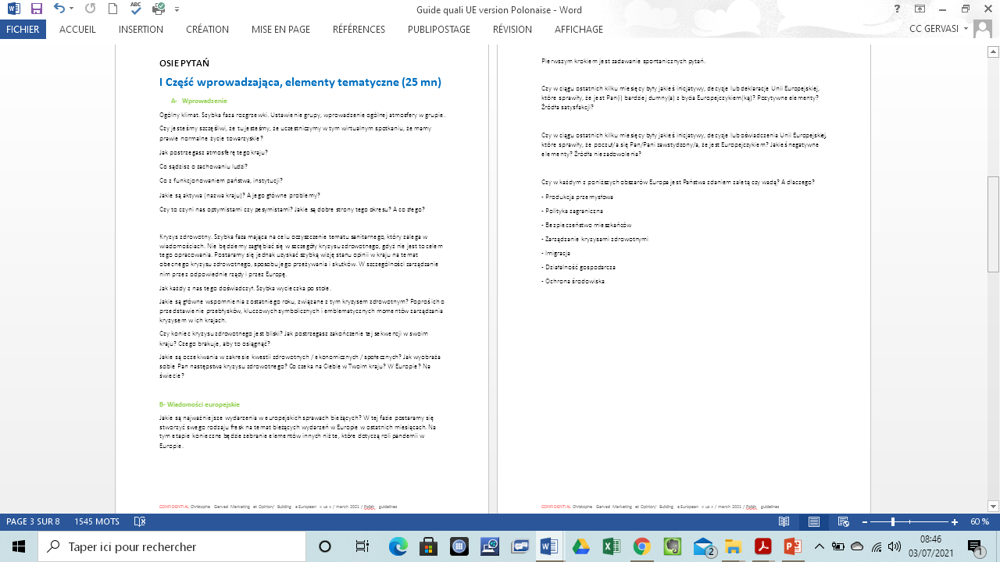 Guide quali UE version Polonaise - Word
FICHIER ACCUEIL INSERTION CRÉATION MISE EN PAGE RÉFÉRENCES PUBLIPOSTAGE RÉVISION AFFICHAGE CC GERVASI
OSIE PYTAŃ
I Część wprowadzająca, elementy tematyczne (25 mn)
A- Wprowadzenie
Ogólny klimat. Szybka faza rozgrzewki. Ustawienie grupy, wprowadzenie ogólnej atmosfery w grupie.
Czy jesteśmy szczęśliwi, że tu jesteśmy, że uczestniczymy w tym wirtualnym spotkaniu, że mamy
prawie normalne życie towarzyskie?
Jak postrzegasz atmosferę tego kraju?
Co sądzisz o zachowaniu ludzi?
Co z funkcjonowaniem państwa, instytucji?
Jakie są aktywa (nazwa kraju)? A jego główne problemy?
Czy to czyni nas optymistami czy pesymistami? Jakie są dobre strony tego okresu? A co złego?
Kryzys zdrowotny. Szybka faza mająca na celu oczyszczenie tematu sanitarnego, który zalega w
wiadomościach. Nie będziemy zagłębiać się w szczegóły kryzysu zdrowotnego, gdyż nie jest to celem
tego opracowania. Postaramy się jednak uzyskać szybką wizję stanu opinii w kraju na temat
obecnego kryzysu zdrowotnego, sposobu jego przeżywania i skutków. W szczególności zarządzanie
nim przez odpowiednie rządy i przez Europę.
Jak każdy z nas tego doświadczył. Szybka wycieczka po stole.
Jakie są główne wspomnienia z ostatniego roku, związane z tym kryzysem zdrowotnym? Poproś ich o
przedstawienie przebłysków, kluczowych symbolicznych i emblematycznych momentów zarządzania
kryzysem w ich krajach.
Czy koniec kryzysu zdrowotnego jest bliski? Jak postrzegasz zakończenie tej sekwencji w swoim
kraju? Czego brakuje, aby to osiągnąć?
Jakie są oczekiwania w zakresie kwestii zdrowotnych / ekonomicznych / społecznych? Jak wyobraża
sobie Pan następstwa kryzysu zdrowotnego? Co czeka na Ciebie w Twoim kraju? W Europie? Na
świecie?
B- Wiadomości europejskie
Jakie są najważniejsze wydarzenia w europejskich sprawach bieżących? W tej fazie postaramy się
stworzyć swego rodzaju fresk na temat bieżących wydarzeń w Europie w ostatnich miesiącach. Na
tym etapie konieczne będzie zebranie elementów innych niż te, które dotyczą roli pandemii w
Europie.
CONFIDENTIAL Christophe Gervasi Marketing et Opinion/ Building a European « us » / march 2021 / Polish guidelines
Pierwszym krokiem jest zadawanie spontanicznych pytań.
Czy w ciągu ostatnich kilku miesięcy były jakieś inicjatywy, decyzje lub deklaracje Unii Europejskiej,
które sprawiły, że jest Pan(i) bardziej dumny(a) z bycia Europejczykiem(ką)? Pozytywne elementy?
Źródła satysfakcji?
Czy w ciągu ostatnich kilku miesięcy były jakieś inicjatywy, decyzje lub oświadczenia Unii Europejskiej,
które sprawiły, że poczuł/a się Pan/Pani zawstydzony/a, że jest Europejczykiem? Jakieś negatywne
elementy? Źródła niezadowolenia?
Czy w każdym z poniższych obszarów Europa jest Państwa zdaniem zaletą czy wadą? A dlaczego?
- Produkcja przemysłowa
- Polityka zagraniczna
- Bezpieczeństwo mieszkańców
- Zarządzanie kryzysami zdrowotnymi
- Imigracja
- Działalność gospodarcza
- Ochrona środowiska
CONFIDENTIAL Christophe Gervasi Marketing et Opinion/ Building a European « us » / march 2021 / Polish guidelines
PAGE 3 SUR 8 1545 MOTS 60 %
Taper ici pour rechercher
2
08:46
03/07/2021
1